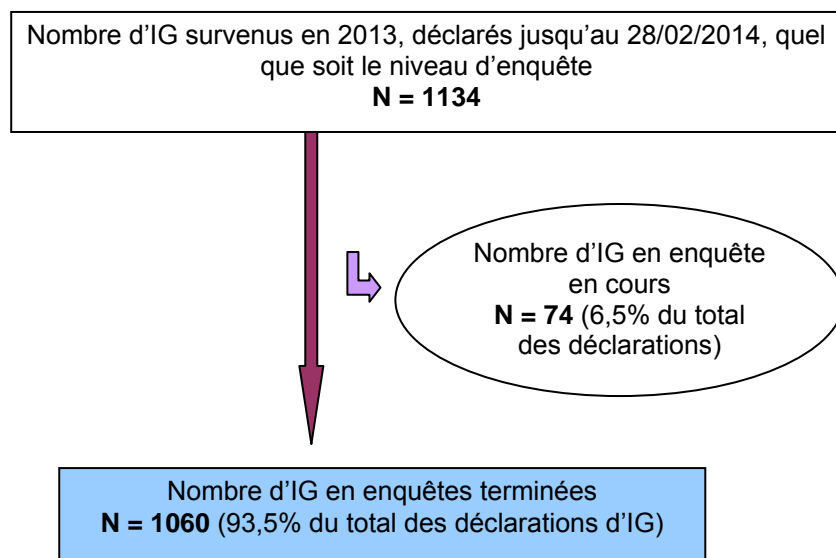 Nombre d'IG survenus en 2013, déclarés jusqu'au 28/02/2014, quel
que soit le niveau d'enquête
N = 1134
Nombre d'IG en enquête
en cours
N = 74 (6,5% du total
des déclarations)
Nombre d'IG en enquêtes terminées
N = 1060 (93,5% du total des déclarations d'IG)